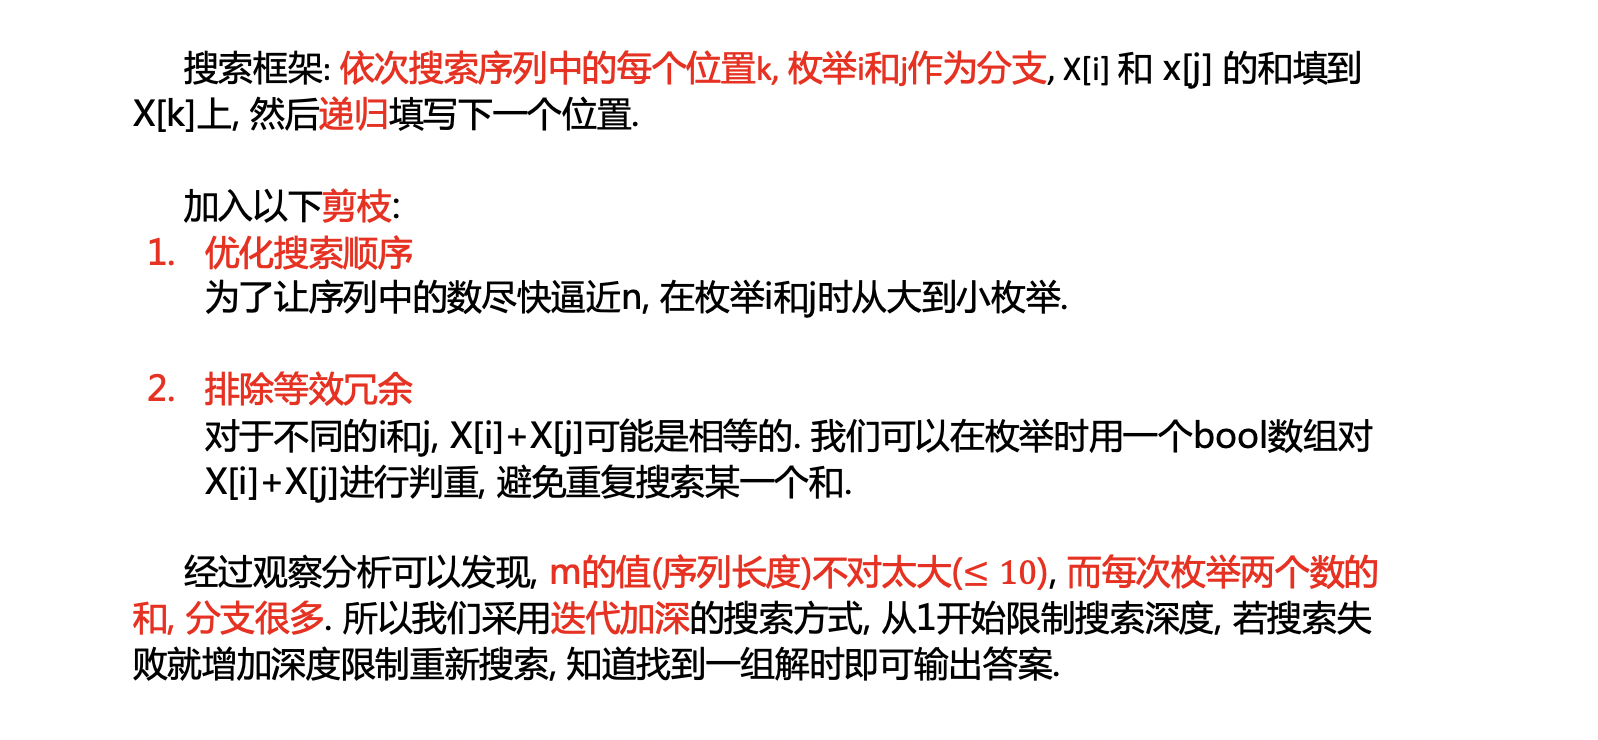 搜索框架: 依次搜索序列中的每个位置k, 枚举i和j作为分支, X[i] 和 x[j] 的和填到
X[k]上, 然后递归填写下一个位置.
加入以下剪枝:
1. 优化搜索顺序
为了让序列中的数尽快逼近n, 在枚举i和j时从大到小枚举.
2. 排除等效冗余
对于不同的i和j, X[i]+X[j]可能是相等的. 我们可以在枚举时用一个bool数组对
X[i]+X[j]进行判重, 避免重复搜索某一个和.
经过观察分析可以发现, m的值(序列长度)不对太大(≤ 10), 而每次枚举两个数的
和, 分支很多. 所以我们采用迭代加深的搜索方式, 从1开始限制搜索深度, 若搜索失
败就增加深度限制重新搜索, 知道找到一组解时即可输出答案.